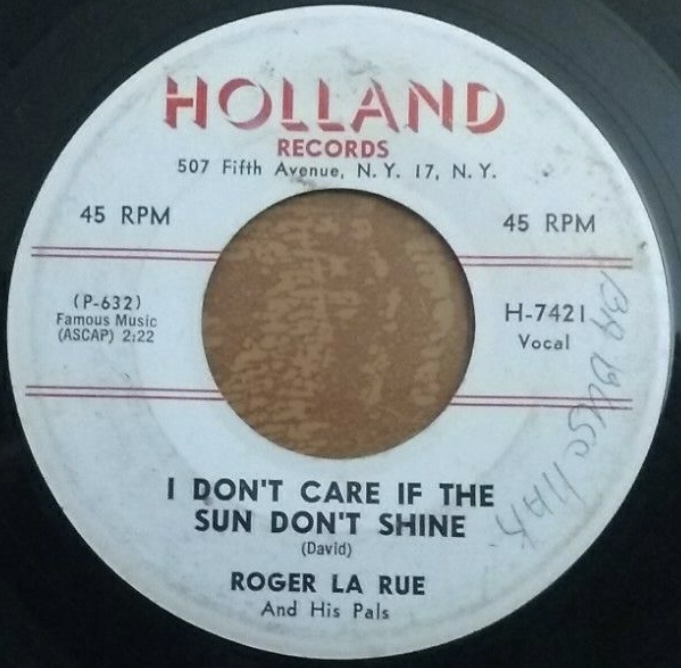 HOLLAND
RECORDS
507 Fifth Avenue, N. Y. 17, N. Y.
45 RPM
45 RPM
(P-632)
Famous Music
(ASCAP) 2:22
H-7421
Vocal
I DON'T CARE IF THE
SUN DON'T SHINE
(David)
ROGER LA RUE
And His Pals